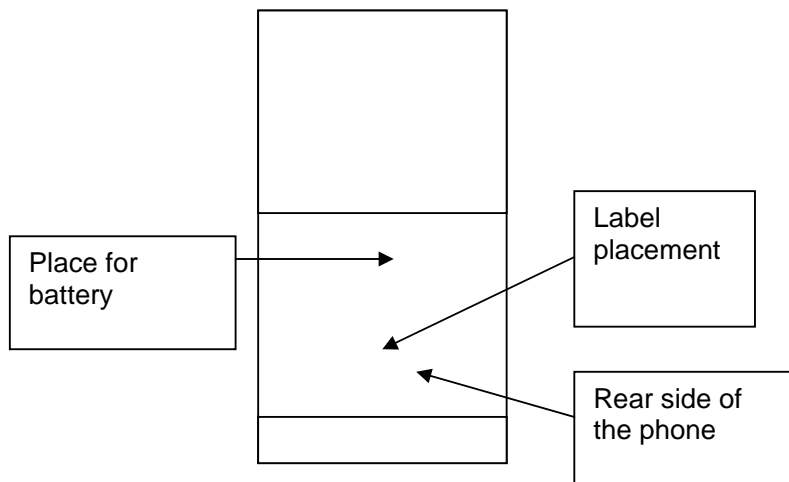 Place for
battery
Label
placement
Rear side of
the phone